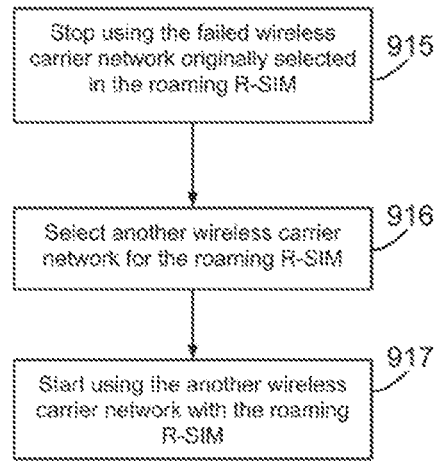 Stop using the failed wireless
carrier network originally selected
in the roaming R-SIM
915
Select another wireless carrier
network for the roaming R-SIM
916
Start using the another wireless
carrier network with the roaming
R-SIM
917